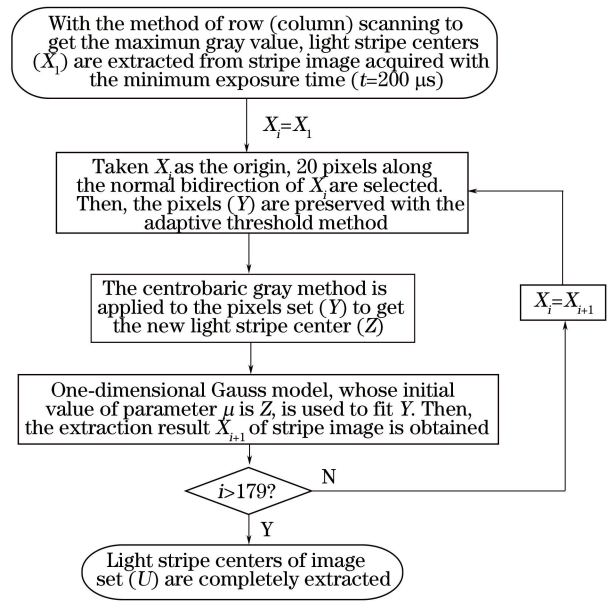 With the method of row (column) scanning to
get the maximun gray value, light stripe centers
(X₁) are extracted from stripe image acquired with
the minimum exposure time (t=200 μs)
Xᵢ=X₁
Taken Xᵢ as the origin, 20 pixels along
the normal bidirection of Xᵢ are selected.
Then, the pixels (Y) are preserved with the
adaptive threshold method
The centrobaric gray method is
applied to the pixels set (Y) to get
the new light stripe center (Z)
Xᵢ=Xᵢ₊₁
One-dimensional Gauss model, whose initial
value of parameter μ is Z, is used to fit Y. Then,
the extraction result Xᵢ₊₁ of stripe image is obtained
i>179?
N
Y
Light stripe centers of image
set (U) are completely extracted